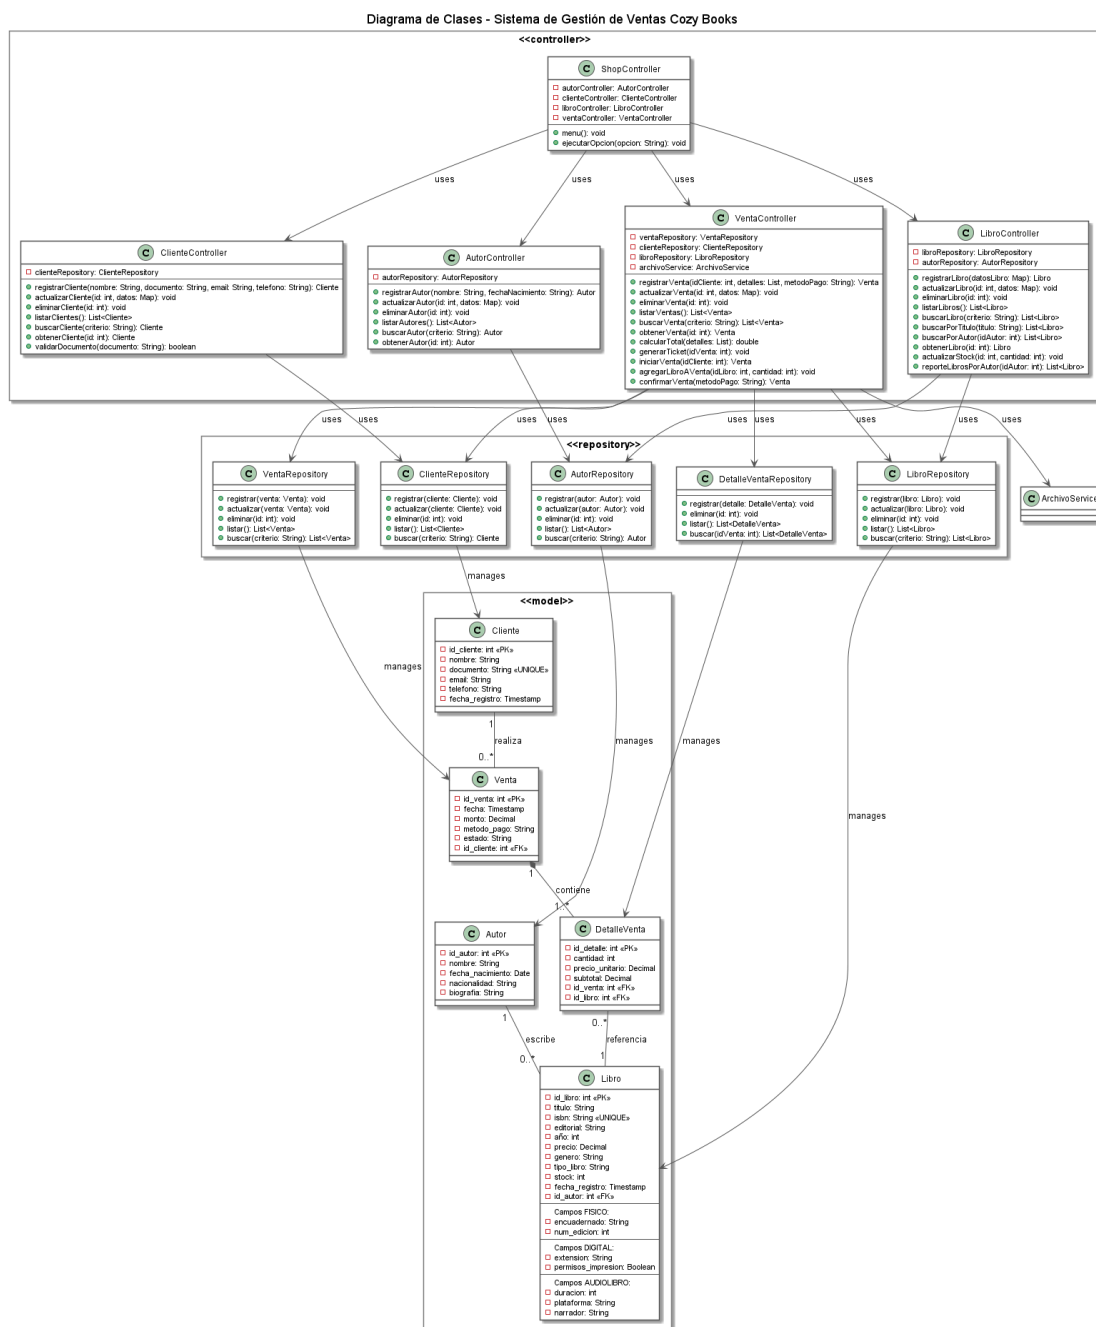 Diagrama de Clases - Sistema de Gestión de Ventas Cozy Books
<<controller>>
C ShopController
autorController: AutorController
clienteController: ClienteController
libroController: LibroController
ventaController: VentaController
menu(): void
ejecutarOpcion(opcion: String): void
uses
uses
uses
uses
C ClienteController
clienteRepository: ClienteRepository
registrarCliente(nombre: String, documento: String, email: String, telefono: String): Cliente
actualizarCliente(id: int, datos: Map): void
eliminarCliente(id: int): void
listarClientes(): List<Cliente>
buscarCliente(criterio: String): Cliente
obtenerCliente(id: int): Cliente
validarDocumento(documento: String): boolean
C AutorController
autorRepository: AutorRepository
registrarAutor(nombre: String, fechaNacimiento: String): Autor
actualizarAutor(id: int, datos: Map): void
eliminarAutor(id: int): void
listarAutores(): List<Autor>
buscarAutor(criterio: String): Autor
obtenerAutor(id: int): Autor
C VentaController
ventaRepository: VentaRepository
clienteRepository: ClienteRepository
libroRepository: LibroRepository
archivoService: ArchivoService
registrarVenta(idCliente: int, detalles: List, metodoPago: String): Venta
actualizarVenta(id: int, datos: Map): void
eliminarVenta(id: int): void
listarVentas(): List<Venta>
buscarVenta(criterio: String): List<Venta>
obtenerVenta(id: int): Venta
calcularTotal(detalles: List): double
generarTicket(idVenta: int): void
iniciarVenta(idCliente: int): Venta
agregarLibroAVenta(idLibro: int, cantidad: int): void
confirmarVenta(metodoPago: String): Venta
C LibroController
libroRepository: LibroRepository
autorRepository: AutorRepository
registrarLibro(datosLibro: Map): Libro
actualizarLibro(id: int, datos: Map): void
eliminarLibro(id: int): void
listarLibros(): List<Libro>
buscarLibro(criterio: String): List<Libro>
buscarPorTitulo(titulo: String): List<Libro>
buscarPorAutor(idAutor: int): List<Libro>
obtenerLibro(id: int): Libro
actualizarStock(id: int, cantidad: int): void
reporteLibrosPorAutor(idAutor: int): List<Libro>
uses
uses
uses
uses
uses
uses
uses
uses
uses
<<repository>>
C VentaRepository
registrar(venta: Venta): void
actualizar(venta: Venta): void
eliminar(id: int): void
listar(): List<Venta>
buscar(criterio: String): List<Venta>
C ClienteRepository
registrar(cliente: Cliente): void
actualizar(cliente: Cliente): void
eliminar(id: int): void
listar(): List<Cliente>
buscar(criterio: String): Cliente
C AutorRepository
registrar(autor: Autor): void
actualizar(autor: Autor): void
eliminar(id: int): void
listar(): List<Autor>
buscar(criterio: String): Autor
C DetalleVentaRepository
registrar(detalle: DetalleVenta): void
eliminar(id: int): void
listar(): List<DetalleVenta>
buscar(idVenta: int): List<DetalleVenta>
C LibroRepository
registrar(libro: Libro): void
actualizar(libro: Libro): void
eliminar(id: int): void
listar(): List<Libro>
buscar(criterio: String): List<Libro>
C ArchivoService
manages
manages
manages
manages
manages
<<model>>
C Cliente
id_cliente: int «PK»
nombre: String
documento: String «UNIQUE»
email: String
telefono: String
fecha_registro: Timestamp
1
realiza
0..*
C Venta
id_venta: int «PK»
fecha: Timestamp
monto: Decimal
metodo_pago: String
estado: String
id_cliente: int «FK»
1
contiene
1..*
C Autor
id_autor: int «PK»
nombre: String
fecha_nacimiento: Date
nacionalidad: String
biografia: String
C DetalleVenta
id_detalle: int «PK»
cantidad: int
precio_unitario: Decimal
subtotal: Decimal
id_venta: int «FK»
id_libro: int «FK»
1
escribe
0..*
0..*
referencia
1
C Libro
id_libro: int «PK»
titulo: String
isbn: String «UNIQUE»
editorial: String
año: int
precio: Decimal
genero: String
tipo_libro: String
stock: int
fecha_registro: Timestamp
id_autor: int «FK»
Campos FISICO:
encuadernado: String
num_edicion: int
Campos DIGITAL:
extension: String
permisos_impresion: Boolean
Campos AUDIOLIBRO:
duracion: int
plataforma: String
narrador: String